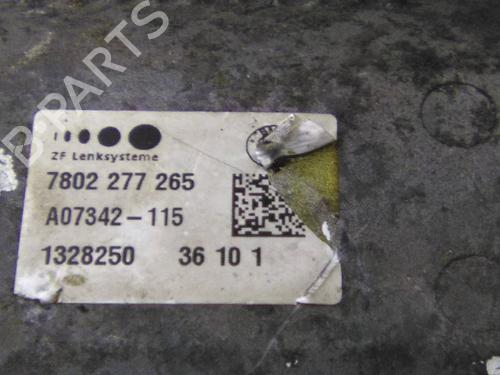 B-PARTS
ZF Lenksysteme
7802 277 265
A07342-115
1328250 36 10 1